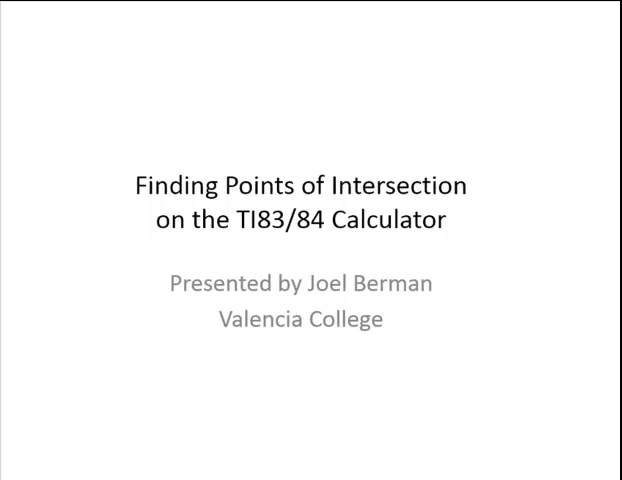 Finding Points of Intersection
on the TI83/84 Calculator
Presented by Joel Berman
Valencia College